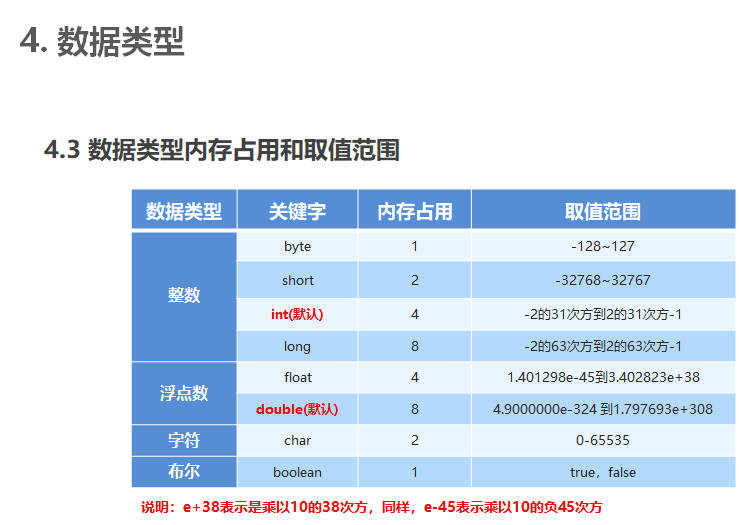 4. 数据类型
4.3 数据类型内存占用和取值范围
数据类型 关键字 内存占用 取值范围
整数
byte 1 -128~127
short 2 -32768~32767
int(默认) 4 -2的31次方到2的31次方-1
long 8 -2的63次方到2的63次方-1
浮点数
float 4 1.401298e-45到3.402823e+38
double(默认) 8 4.9000000e-324 到1.797693e+308
字符 char 2 0-65535
布尔 boolean 1 true，false
说明：e+38表示是乘以10的38次方，同样，e-45表示乘以10的负45次方